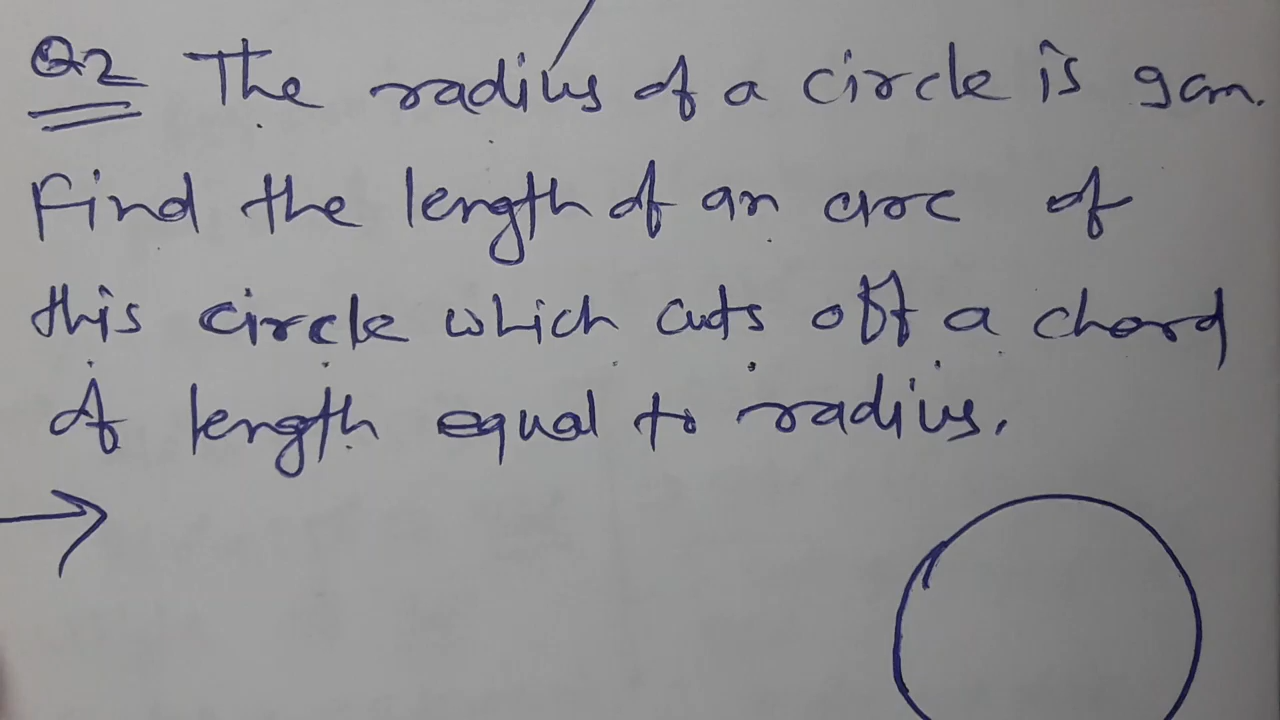 Q2 The radius of a circle is 9cm.
Find the length of an arc of
this circle which cuts off a chord
of length equal to radius.